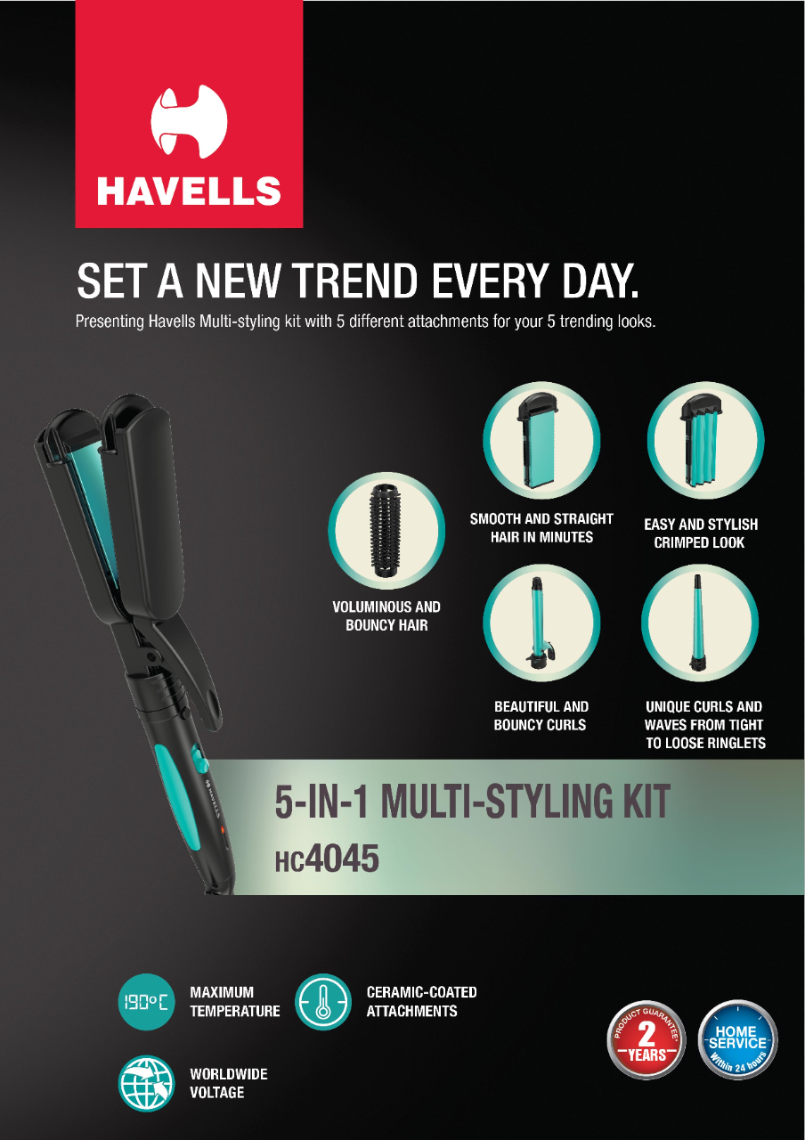 HAVELLS
SET A NEW TREND EVERY DAY.
Presenting Havells Multi-styling kit with 5 different attachments for your 5 trending looks.
SMOOTH AND STRAIGHT
HAIR IN MINUTES
EASY AND STYLISH
CRIMPED LOOK
VOLUMINOUS AND
BOUNCY HAIR
BEAUTIFUL AND
BOUNCY CURLS
UNIQUE CURLS AND
WAVES FROM TIGHT
TO LOOSE RINGLETS
HAVELLS
5-IN-1 MULTI-STYLING KIT
HC4045
190°C
MAXIMUM
TEMPERATURE
CERAMIC-COATED
ATTACHMENTS
WORLDWIDE
VOLTAGE
PRODUCT GUARANTEE*
2
YEARS
HOME
SERVICE
Within 24 hours